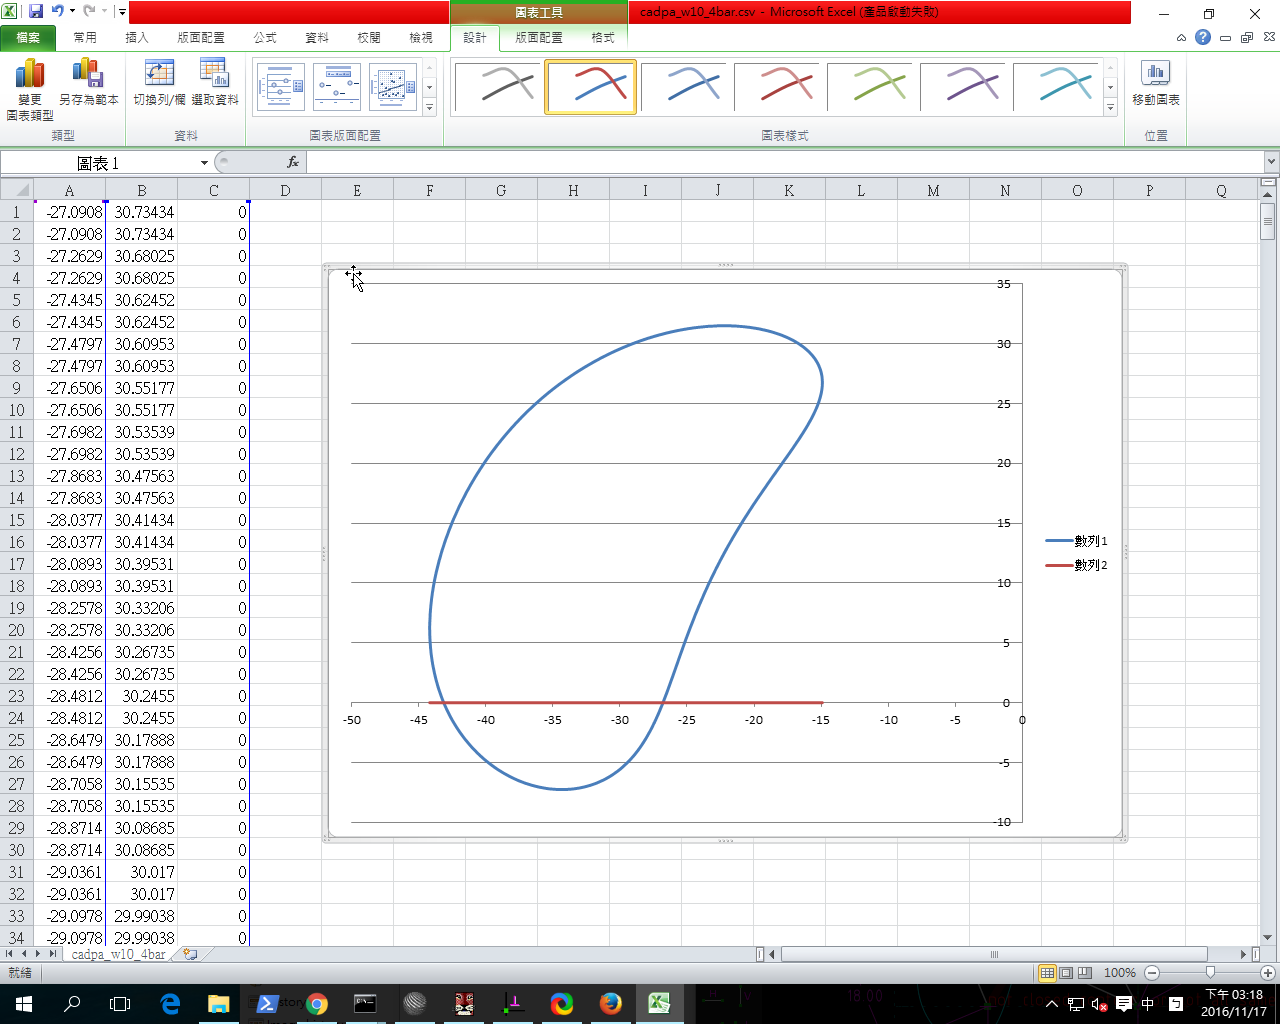 圖表工具
cadpa_w10_4bar.csv - Microsoft Excel (產品啟動失敗)
檔案 常用 插入 版面配置 公式 資料 校閱 檢視 設計 版面配置 格式
變更
圖表類型
另存為範本
切換列/欄 選取資料
移動圖表
類型 資料 圖表版面配置 圖表樣式 位置
圖表 1
fx
A B C D E F G H I J K L M N O P Q
1 -27.0908 30.73434 0
2 -27.0908 30.73434 0
3 -27.2629 30.68025 0
4 -27.2629 30.68025 0
5 -27.4345 30.62452 0
6 -27.4345 30.62452 0
7 -27.4797 30.60953 0
8 -27.4797 30.60953 0
9 -27.6506 30.55177 0
10 -27.6506 30.55177 0
11 -27.6982 30.53539 0
12 -27.6982 30.53539 0
13 -27.8683 30.47563 0
14 -27.8683 30.47563 0
15 -28.0377 30.41434 0
16 -28.0377 30.41434 0
17 -28.0893 30.39531 0
18 -28.0893 30.39531 0
19 -28.2578 30.33206 0
20 -28.2578 30.33206 0
21 -28.4256 30.26735 0
22 -28.4256 30.26735 0
23 -28.4812 30.2455 0
24 -28.4812 30.2455 0
25 -28.6479 30.17888 0
26 -28.6479 30.17888 0
27 -28.7058 30.15535 0
28 -28.7058 30.15535 0
29 -28.8714 30.08685 0
30 -28.8714 30.08685 0
31 -29.0361 30.017 0
32 -29.0361 30.017 0
33 -29.0978 29.99038 0
34 -29.0978 29.99038 0
35
30
25
20
15
10
5
0
-5
-10
-50 -45 -40 -35 -30 -25 -20 -15 -10 -5 0
數列1
數列2
cadpa_w10_4bar
就緒
100%
story
18.00
中
下午 03:18
2016/11/17